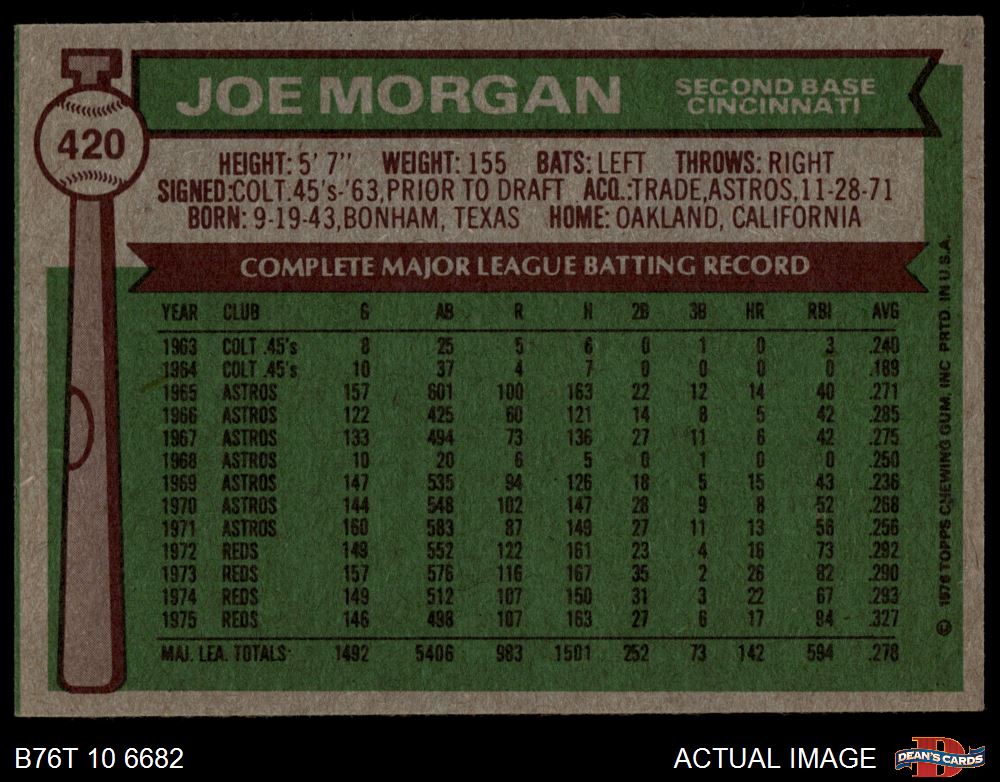 JOE MORGAN
SECOND BASE
CINCINNATI
420
HEIGHT: 5' 7" WEIGHT: 155 BATS: LEFT THROWS: RIGHT
SIGNED:COLT.45's-'63,PRIOR TO DRAFT ACQ.:TRADE,ASTROS,11-28-71
BORN: 9-19-43,BONHAM, TEXAS HOME: OAKLAND, CALIFORNIA
COMPLETE MAJOR LEAGUE BATTING RECORD
YEAR CLUB G AB R H 2B 3B HR RBI AVG
1963 COLT .45's 8 25 5 6 0 1 0 3 .240
1964 COLT .45's 10 37 4 7 0 0 0 0 .189
1965 ASTROS 157 601 100 163 22 12 14 40 .271
1966 ASTROS 122 425 60 121 14 8 5 42 .285
1967 ASTROS 133 494 73 136 27 11 6 42 .275
1968 ASTROS 10 20 6 5 0 1 0 0 .250
1969 ASTROS 147 535 94 126 18 5 15 43 .236
1970 ASTROS 144 548 102 147 28 9 8 52 .268
1971 ASTROS 160 583 87 149 27 11 13 56 .256
1972 REDS 149 552 122 161 23 4 16 73 .292
1973 REDS 157 576 116 167 35 2 26 82 .290
1974 REDS 149 512 107 150 31 3 22 67 .293
1975 REDS 146 498 107 163 27 6 17 94 .327
MAJ. LEA. TOTALS 1492 5406 983 1501 252 73 142 594 .278
© 1976 TOPPS CHEWING GUM, INC PRTD. IN U.S.A.
B76T 10 6682
ACTUAL IMAGE
D
DEAN'S CARDS